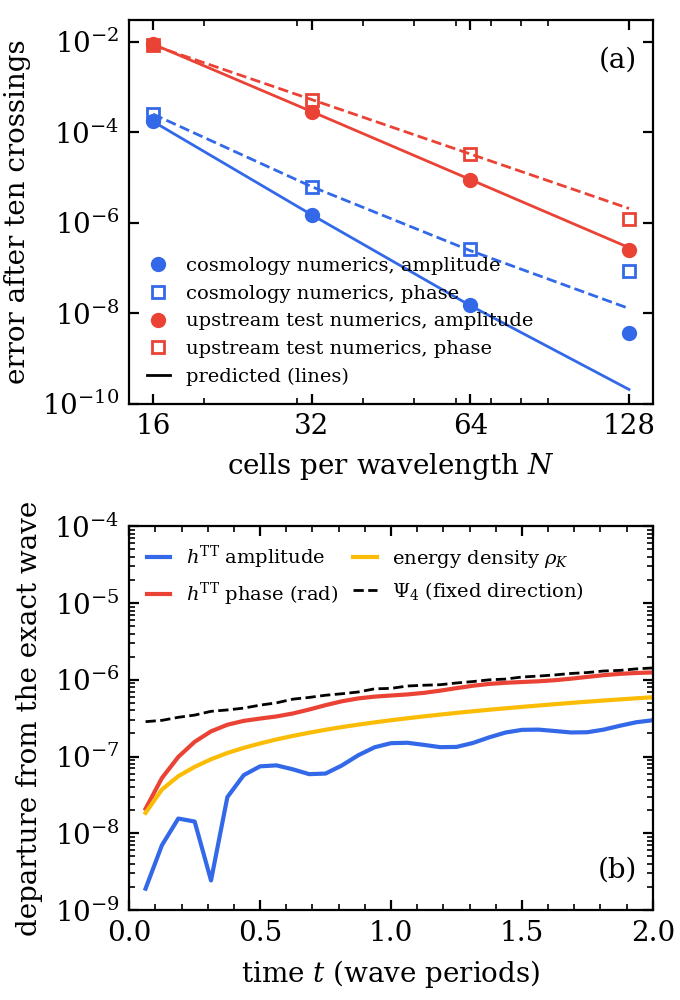 (a)
error after ten crossings
10⁻²
10⁻⁴
10⁻⁶
10⁻⁸
10⁻¹⁰
cosmology numerics, amplitude
cosmology numerics, phase
upstream test numerics, amplitude
upstream test numerics, phase
predicted (lines)
16 32 64 128
cells per wavelength N
departure from the exact wave
10⁻⁴
10⁻⁵
10⁻⁶
10⁻⁷
10⁻⁸
10⁻⁹
hᵀᵀ amplitude
hᵀᵀ phase (rad)
energy density ρ_K
Ψ₄ (fixed direction)
(b)
0.0 0.5 1.0 1.5 2.0
time t (wave periods)